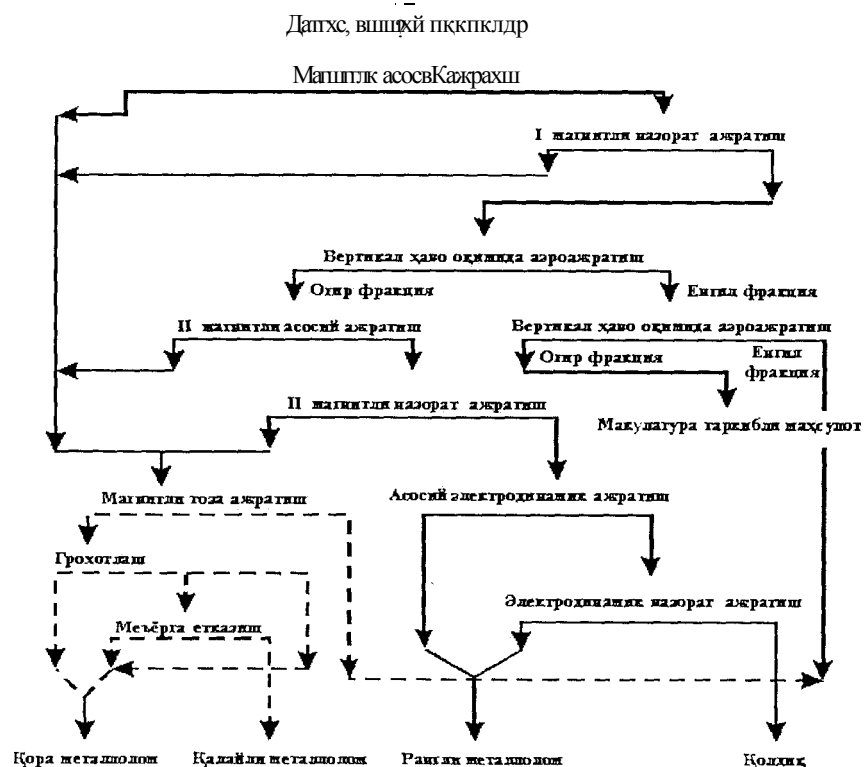 Магнитлк асосвКажрахш
I магнитли назорат ажратиш
Вертикал ҳаво оқимида аэроажратиш
Оғир фракция
Енгил фракция
II магнитли асосий ажратиш
Вертикал ҳаво оқимида аэроажратиш
Оғир фракция
Енгил
фракция
II магнитли назорат ажратиш
Макулатура таркибли маҳсулот
Магнитли тоза ажратиш
Асосий электродинамик ажратиш
Грохотлаш
Электродинамик назорат ажратиш
Меъёрга етказиш
Қора металлолом
Қалайли металлолом
Рангли металлолом
Қолдиқ